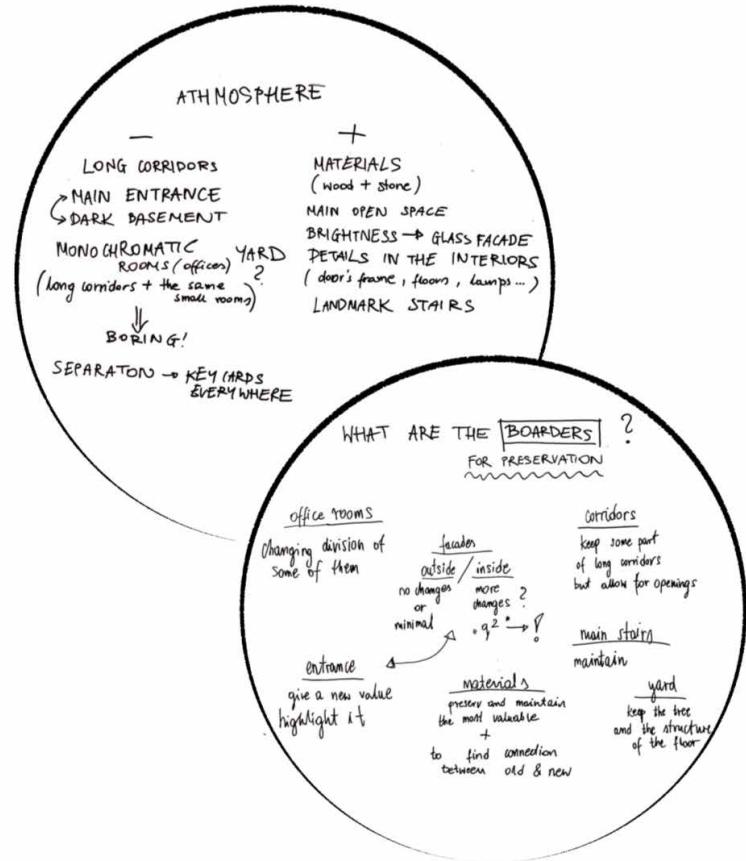 ATHMOSPHERE
−
LONG CORRIDORS
MAIN ENTRANCE
DARK BASEMENT
MONOCHROMATIC
ROOMS (offices)
(long corridors + the same
small rooms)
YARD
?
BORING!
SEPARATON → KEY CARDS
EVERYWHERE
+
MATERIALS
(wood + stone)
MAIN OPEN SPACE
BRIGHTNESS → GLASS FACADE
DETAILS IN THE INTERIORS
(door's frame, floors, lamps...)
LANDMARK STAIRS
WHAT ARE THE BOARDERS ?
FOR PRESERVATION
office rooms
changing division of
some of them
facades
outside / inside
no changes
or
minimal
more
changes ?
corridors
keep some part
of long corridors
but allow for openings
main stairs
maintain
entrance
give a new value
highlight it
materials
preserv and maintain
the most valuable
+
to find connection
between old & new
yard
keep the tree
and the structure
of the floor